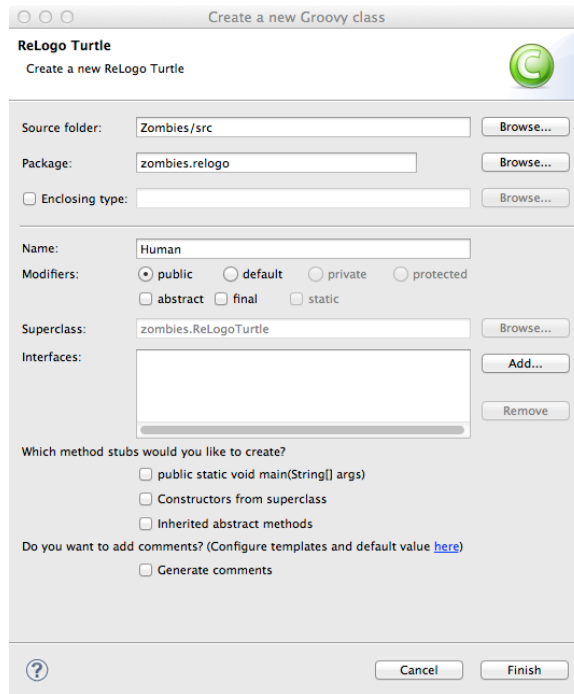 Create a new Groovy class
ReLogo Turtle
Create a new ReLogo Turtle
C
Source folder: Zombies/src Browse...
Package: zombies.relogo Browse...
Enclosing type: Browse...
Name: Human
Modifiers: public default private protected
abstract final static
Superclass: zombies.ReLogoTurtle Browse...
Interfaces: Add...
Remove
Which method stubs would you like to create?
public static void main(String[] args)
Constructors from superclass
Inherited abstract methods
Do you want to add comments? (Configure templates and default value here)
Generate comments
? Cancel Finish